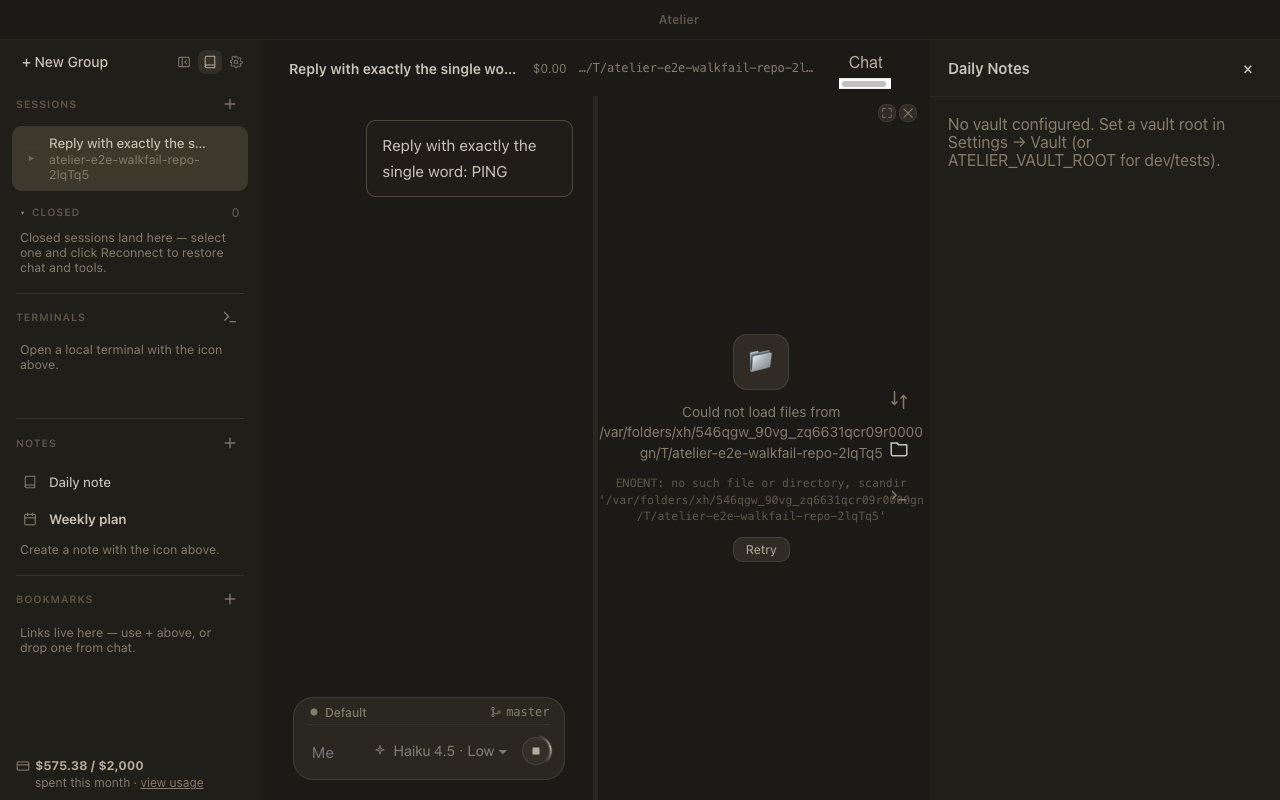 Atelier
+ New Group
SESSIONS
Reply with exactly the s...
atelier-e2e-walkfail-repo-
2lqTq5
CLOSED
0
Closed sessions land here — select
one and click Reconnect to restore
chat and tools.
TERMINALS
Open a local terminal with the icon
above.
NOTES
Daily note
Weekly plan
Create a note with the icon above.
BOOKMARKS
Links live here — use + above, or
drop one from chat.
$575.38 / $2,000
spent this month · view usage
Reply with exactly the single wo...
$0.00
…/T/atelier-e2e-walkfail-repo-2l…
Chat
Reply with exactly the
single word: PING
Default
master
Me
Haiku 4.5 · Low
Could not load files from
/var/folders/xh/546qgw_90vg_zq6631qcr09r0000
gn/T/atelier-e2e-walkfail-repo-2lqTq5
ENOENT: no such file or directory, scandir
'/var/folders/xh/546qgw_90vg_zq6631qcr09r0000gn
/T/atelier-e2e-walkfail-repo-2lqTq5'
Retry
Daily Notes
No vault configured. Set a vault root in
Settings → Vault (or
ATELIER_VAULT_ROOT for dev/tests).